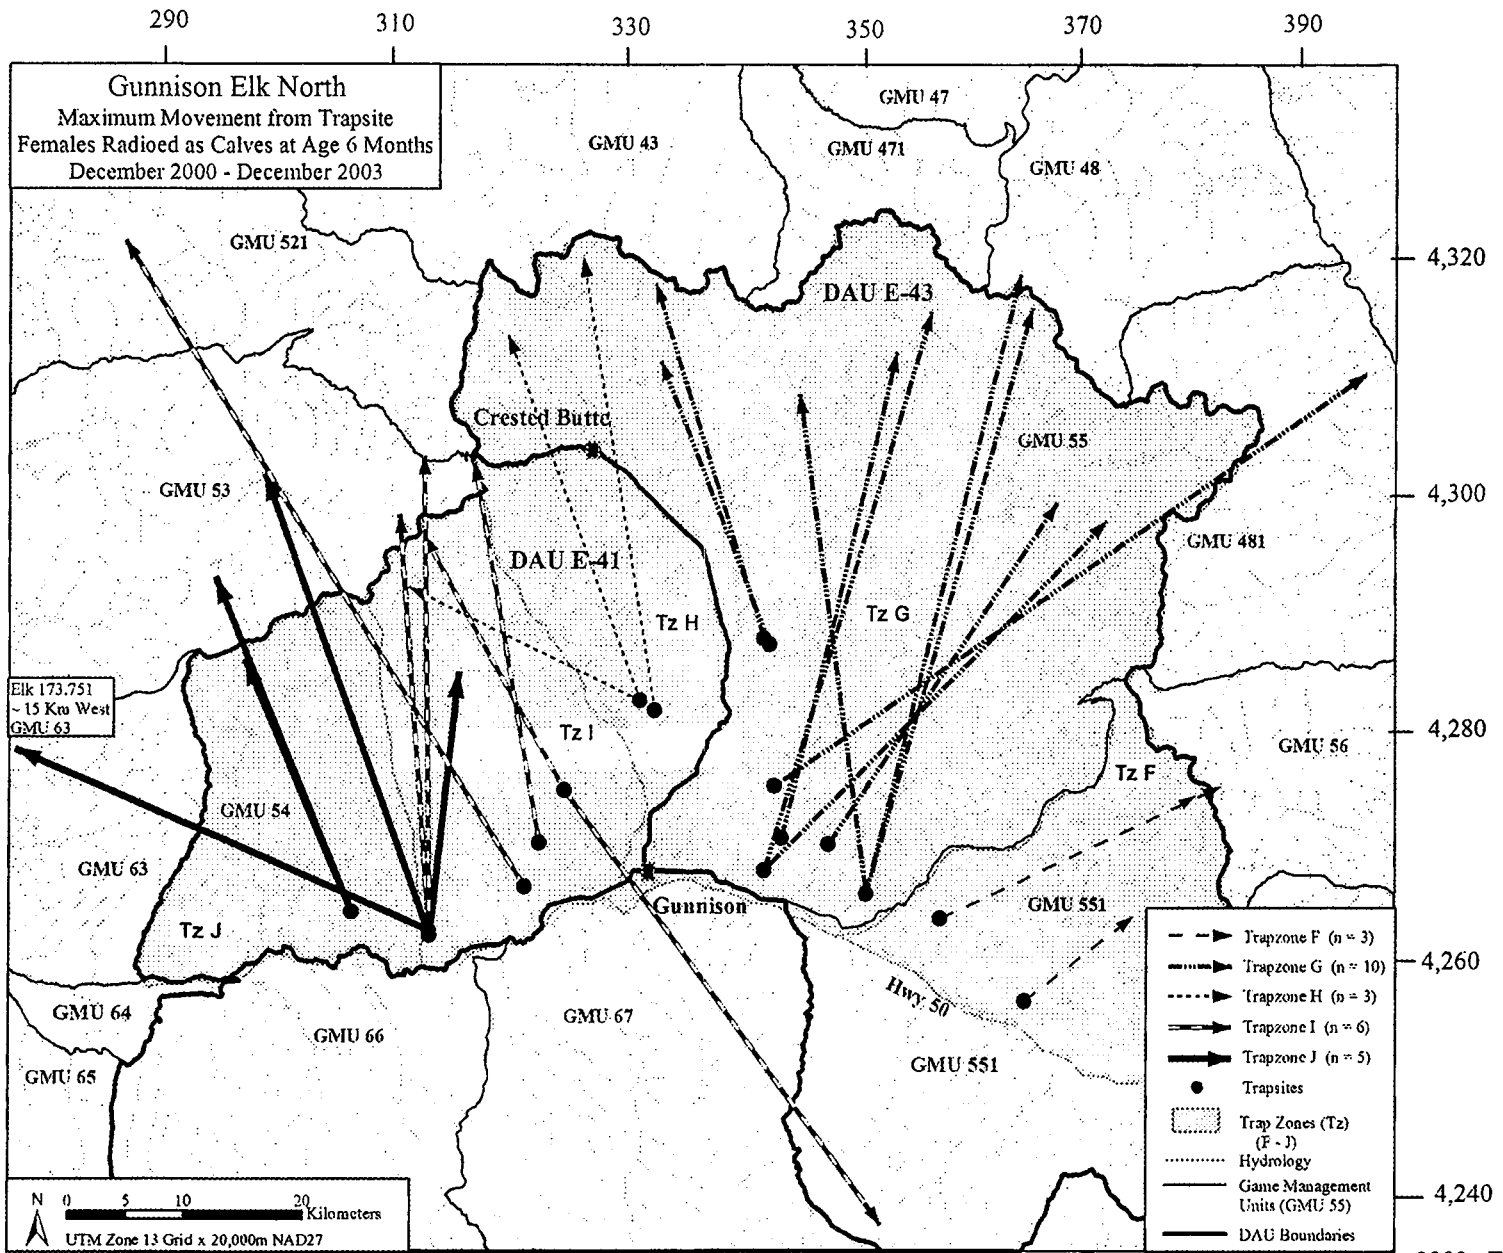 290 310 330 350 370 390
Gunnison Elk North
Maximum Movement from Trapsite
Females Radioed as Calves at Age 6 Months
December 2000 - December 2003
GMU 47
GMU 43
GMU 471
GMU 48
GMU 521
4,320
DAU E-43
Crested Butte
GMU 55
GMU 53
4,300
GMU 481
DAU E-41
Tz H
Tz G
Elk 173.751
~ 15 Km West
GMU 63
Tz I
4,280
GMU 56
Tz F
GMU 54
GMU 63
Gunnison
GMU 551
Tz J
4,260
Hwy 50
GMU 64
GMU 66
GMU 67
GMU 551
GMU 65
Trapzone F (n = 3)
Trapzone G (n = 10)
Trapzone H (n = 3)
Trapzone I (n = 6)
Trapzone J (n = 5)
Trapsites
Trap Zones (Tz)
(F - J)
Hydrology
Game Management
Units (GMU 55)
DAU Boundaries
4,240
N 0 5 10 20
Kilometers
UTM Zone 13 Grid x 20,000m NAD27